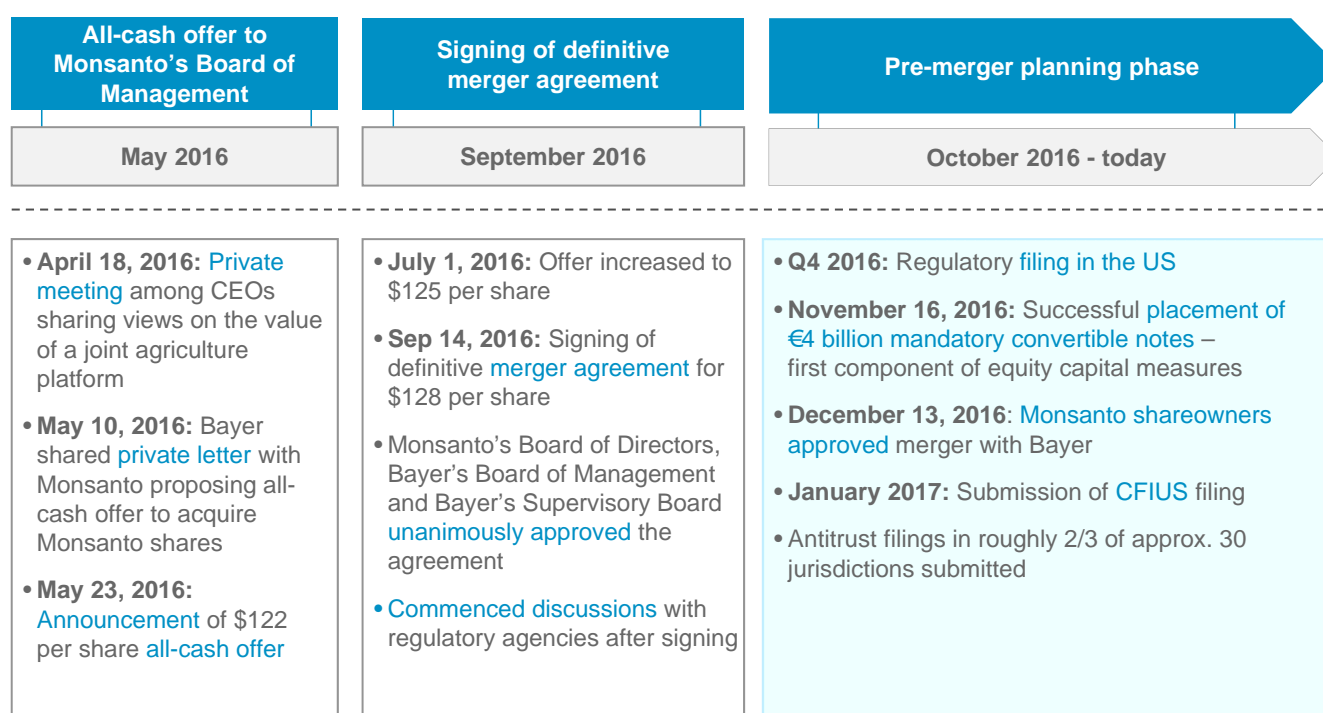 All-cash offer to
Monsanto's Board of
Management
May 2016
Signing of definitive
merger agreement
September 2016
Pre-merger planning phase
October 2016 - today
• April 18, 2016: Private
meeting among CEOs
sharing views on the value
of a joint agriculture
platform
• May 10, 2016: Bayer
shared private letter with
Monsanto proposing all-
cash offer to acquire
Monsanto shares
• May 23, 2016:
Announcement of $122
per share all-cash offer
• July 1, 2016: Offer increased to
$125 per share
• Sep 14, 2016: Signing of
definitive merger agreement for
$128 per share
• Monsanto's Board of Directors,
Bayer's Board of Management
and Bayer's Supervisory Board
unanimously approved the
agreement
• Commenced discussions with
regulatory agencies after signing
• Q4 2016: Regulatory filing in the US
• November 16, 2016: Successful placement of
€4 billion mandatory convertible notes –
first component of equity capital measures
• December 13, 2016: Monsanto shareowners
approved merger with Bayer
• January 2017: Submission of CFIUS filing
• Antitrust filings in roughly 2/3 of approx. 30
jurisdictions submitted